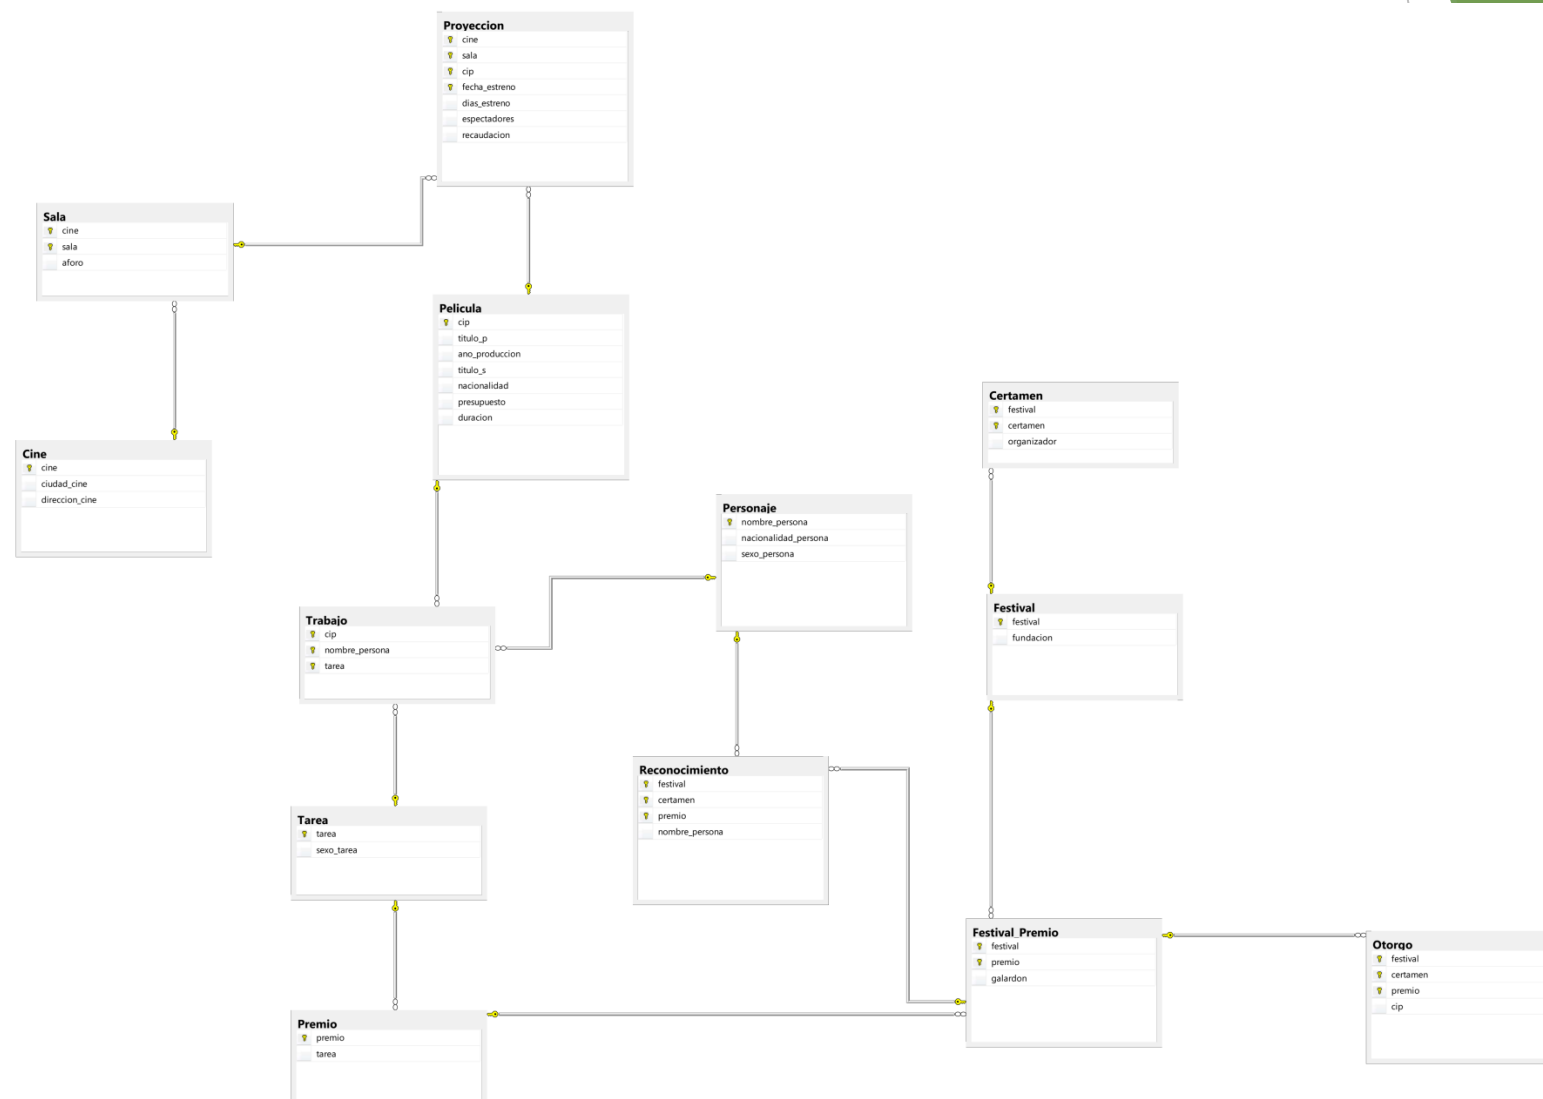 Proyeccion
cine
sala
cip
fecha_estreno
dias_estreno
espectadores
recaudacion
Sala
cine
sala
aforo
Pelicula
cip
titulo_p
ano_produccion
titulo_s
nacionalidad
presupuesto
duracion
Certamen
festival
certamen
organizador
Cine
cine
ciudad_cine
direccion_cine
Personaje
nombre_persona
nacionalidad_persona
sexo_persona
Trabajo
cip
nombre_persona
tarea
Festival
festival
fundacion
Reconocimiento
festival
certamen
premio
nombre_persona
Tarea
tarea
sexo_tarea
Festival_Premio
festival
premio
galardon
Otorgo
festival
certamen
premio
cip
Premio
premio
tarea